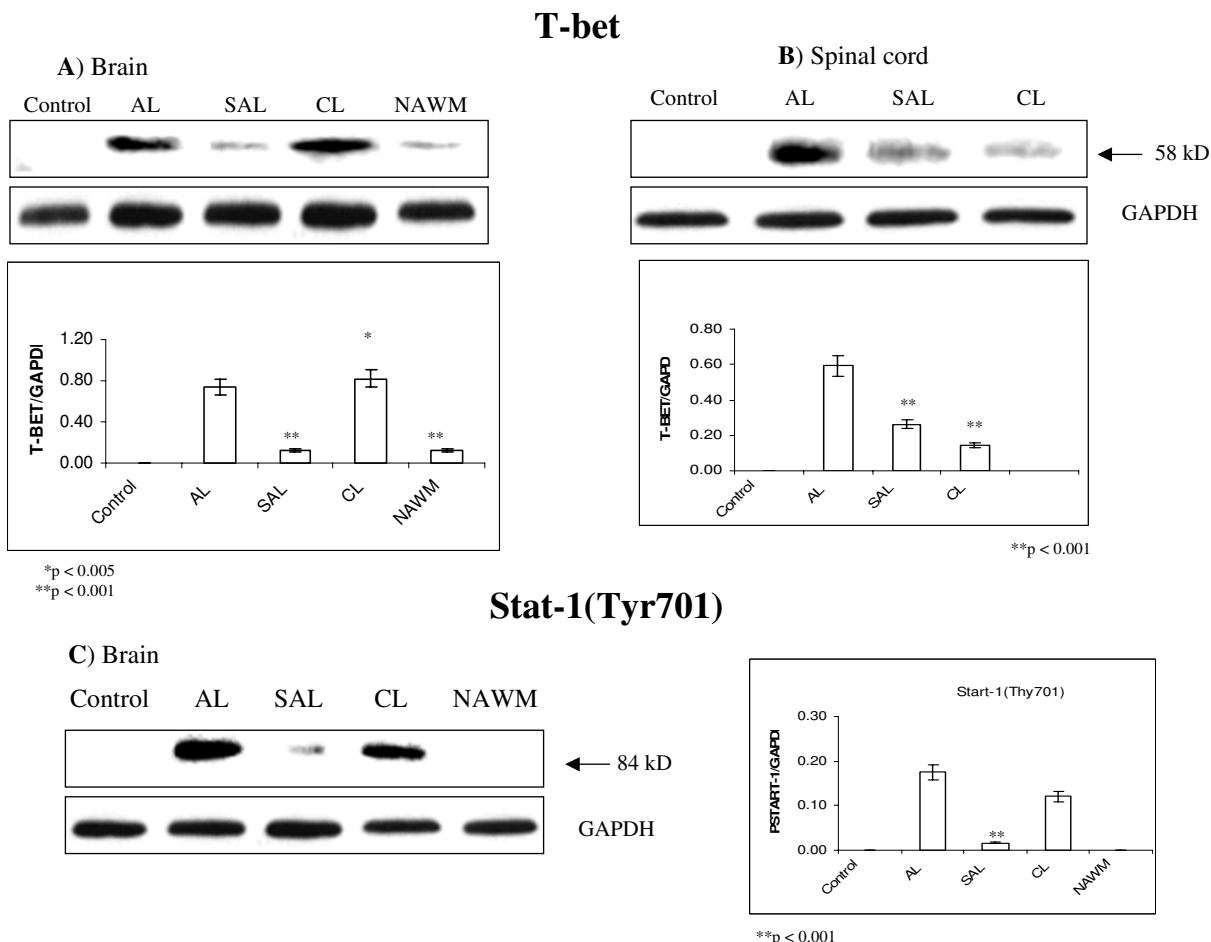 T-bet
A) Brain
Control AL SAL CL NAWM
1.20
0.80
0.40
0.00
T-BET/GAPD|
*
**
**
Control AL SAL CL NAWM
*p < 0.005
**p < 0.001
B) Spinal cord
Control AL SAL CL
58 kD
GAPDH
0.80
0.60
0.40
0.20
0.00
T-BET/GAPD
**
**
Control AL SAL CL
**p < 0.001
Stat-1(Tyr701)
C) Brain
Control AL SAL CL NAWM
84 kD
GAPDH
Start-1(Thy701)
0.30
0.20
0.10
0.00
PSTART-1/GAPDI
**
Control AL SAL CL NAWM
**p < 0.001